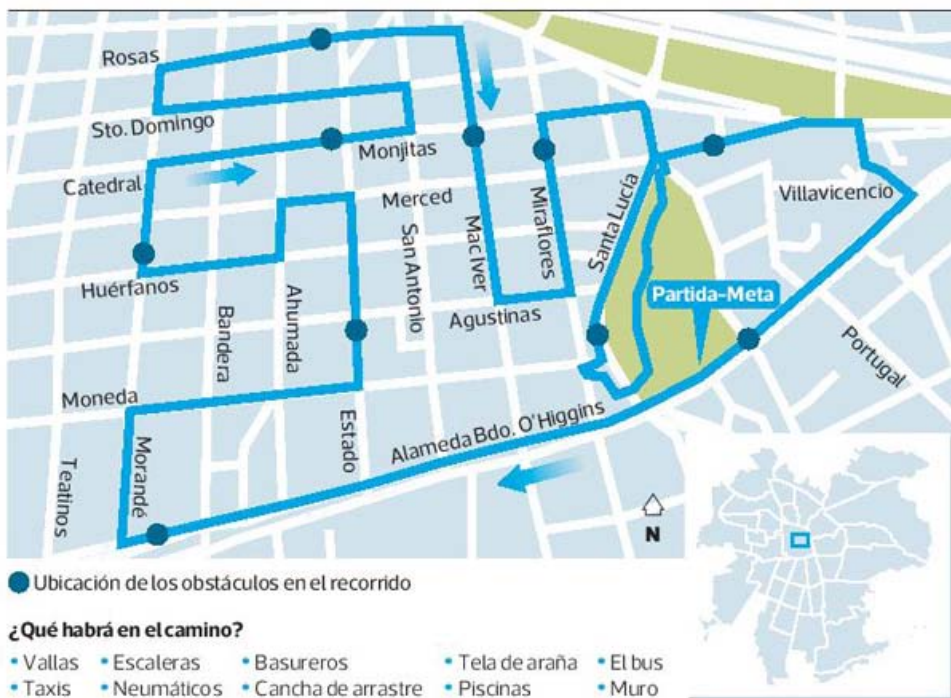 Rosas
Sto. Domingo
Monjitas
Catedral
Merced
Villavicencio
Santa Lucía
Miraflores
Mac Iver
San Antonio
Huérfanos
Partida-Meta
Ahumada
Bandera
Agustinas
Portugal
Moneda
Estado
Alameda Bdo. O'Higgins
Morandé
Teatinos
N
Ubicación de los obstáculos en el recorrido
¿Qué habrá en el camino?
• Vallas • Escaleras • Basureros • Tela de araña • El bus
• Taxis • Neumáticos • Cancha de arrastre • Piscinas • Muro